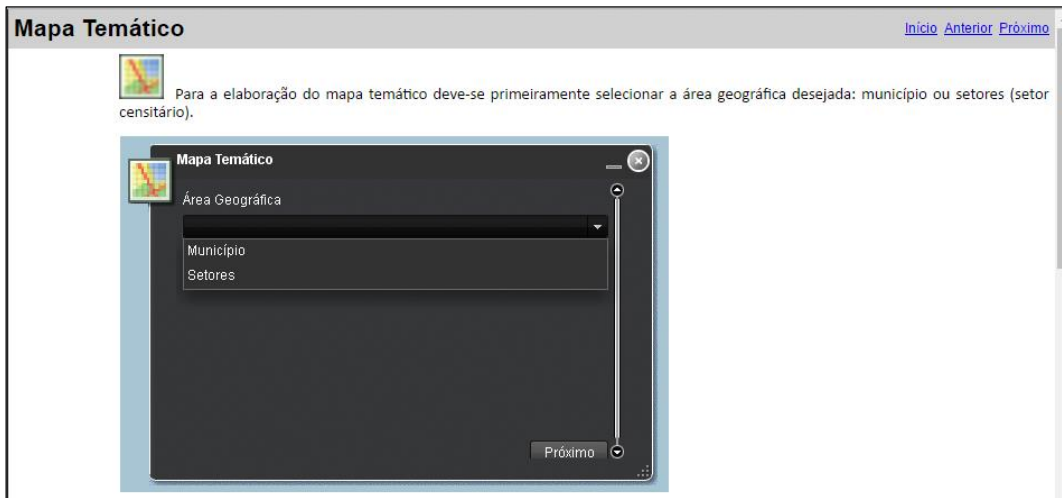 Mapa Temático
Início Anterior Próximo
Para a elaboração do mapa temático deve-se primeiramente selecionar a área geográfica desejada: município ou setores (setor
censitário).
Mapa Temático
Área Geográfica
Município
Setores
Próximo